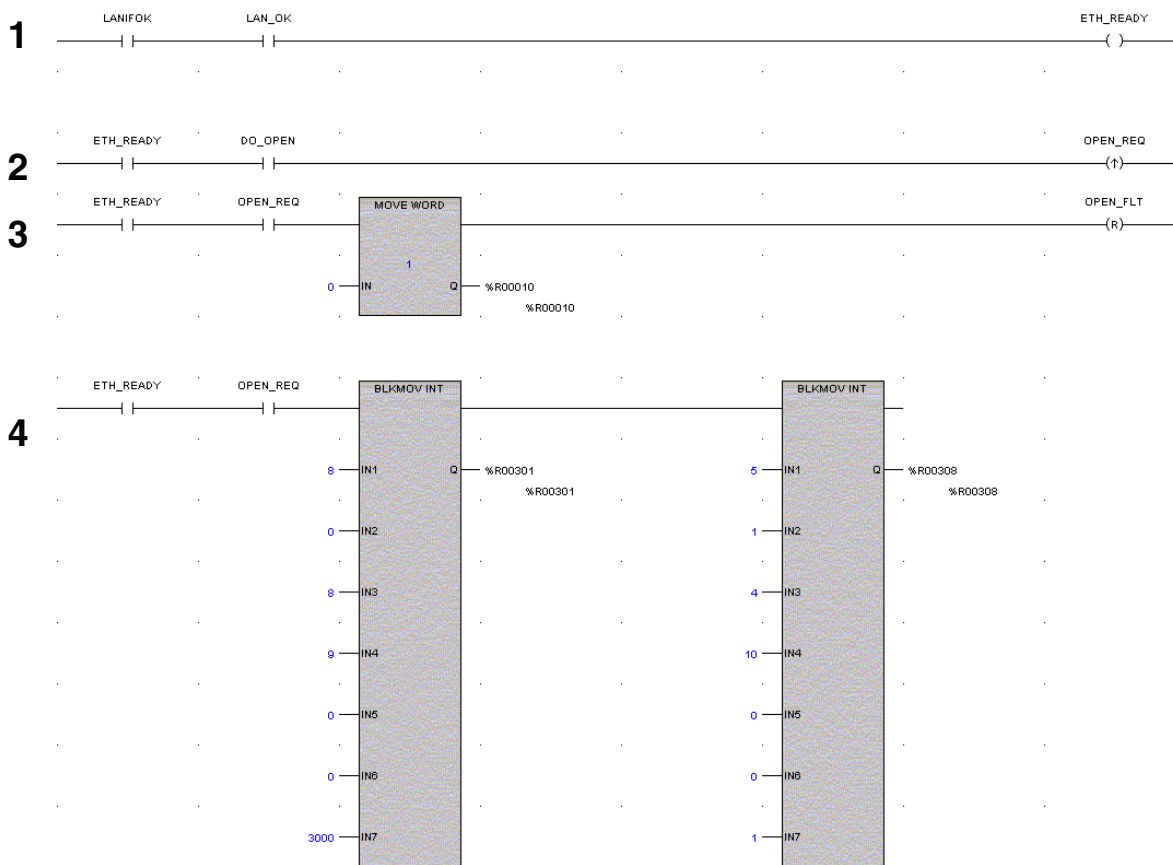 LANIFOK LAN_OK ETH_READY
1
( )
ETH_READY DO_OPEN OPEN_REQ
2
(↑)
ETH_READY OPEN_REQ MOVE WORD OPEN_FLT
3
(R)
1
0 IN Q %R00010
%R00010
ETH_READY OPEN_REQ BLKMOV INT BLKMOV INT
4
8 IN1 Q %R00301 5 IN1 Q %R00308
%R00301 %R00308
0 IN2 1 IN2
8 IN3 4 IN3
9 IN4 10 IN4
0 IN5 0 IN5
0 IN6 0 IN6
3000 IN7 1 IN7